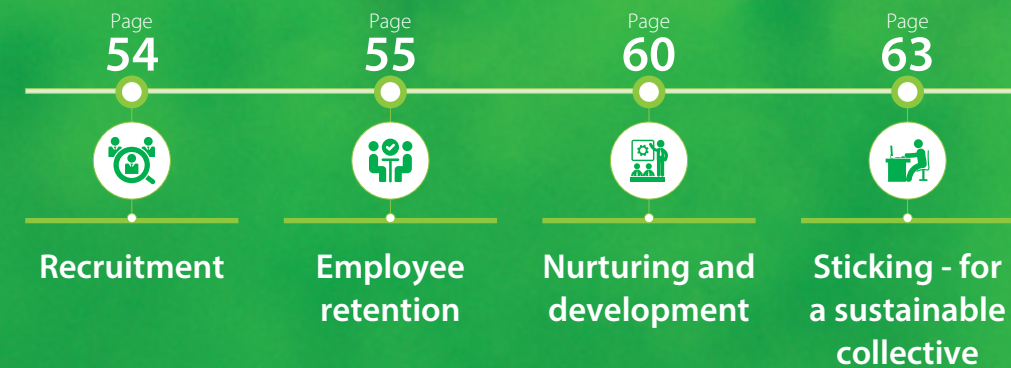 Page
54
Page
55
Page
60
Page
63
Recruitment
Employee
retention
Nurturing and
development
Sticking - for
a sustainable
collective